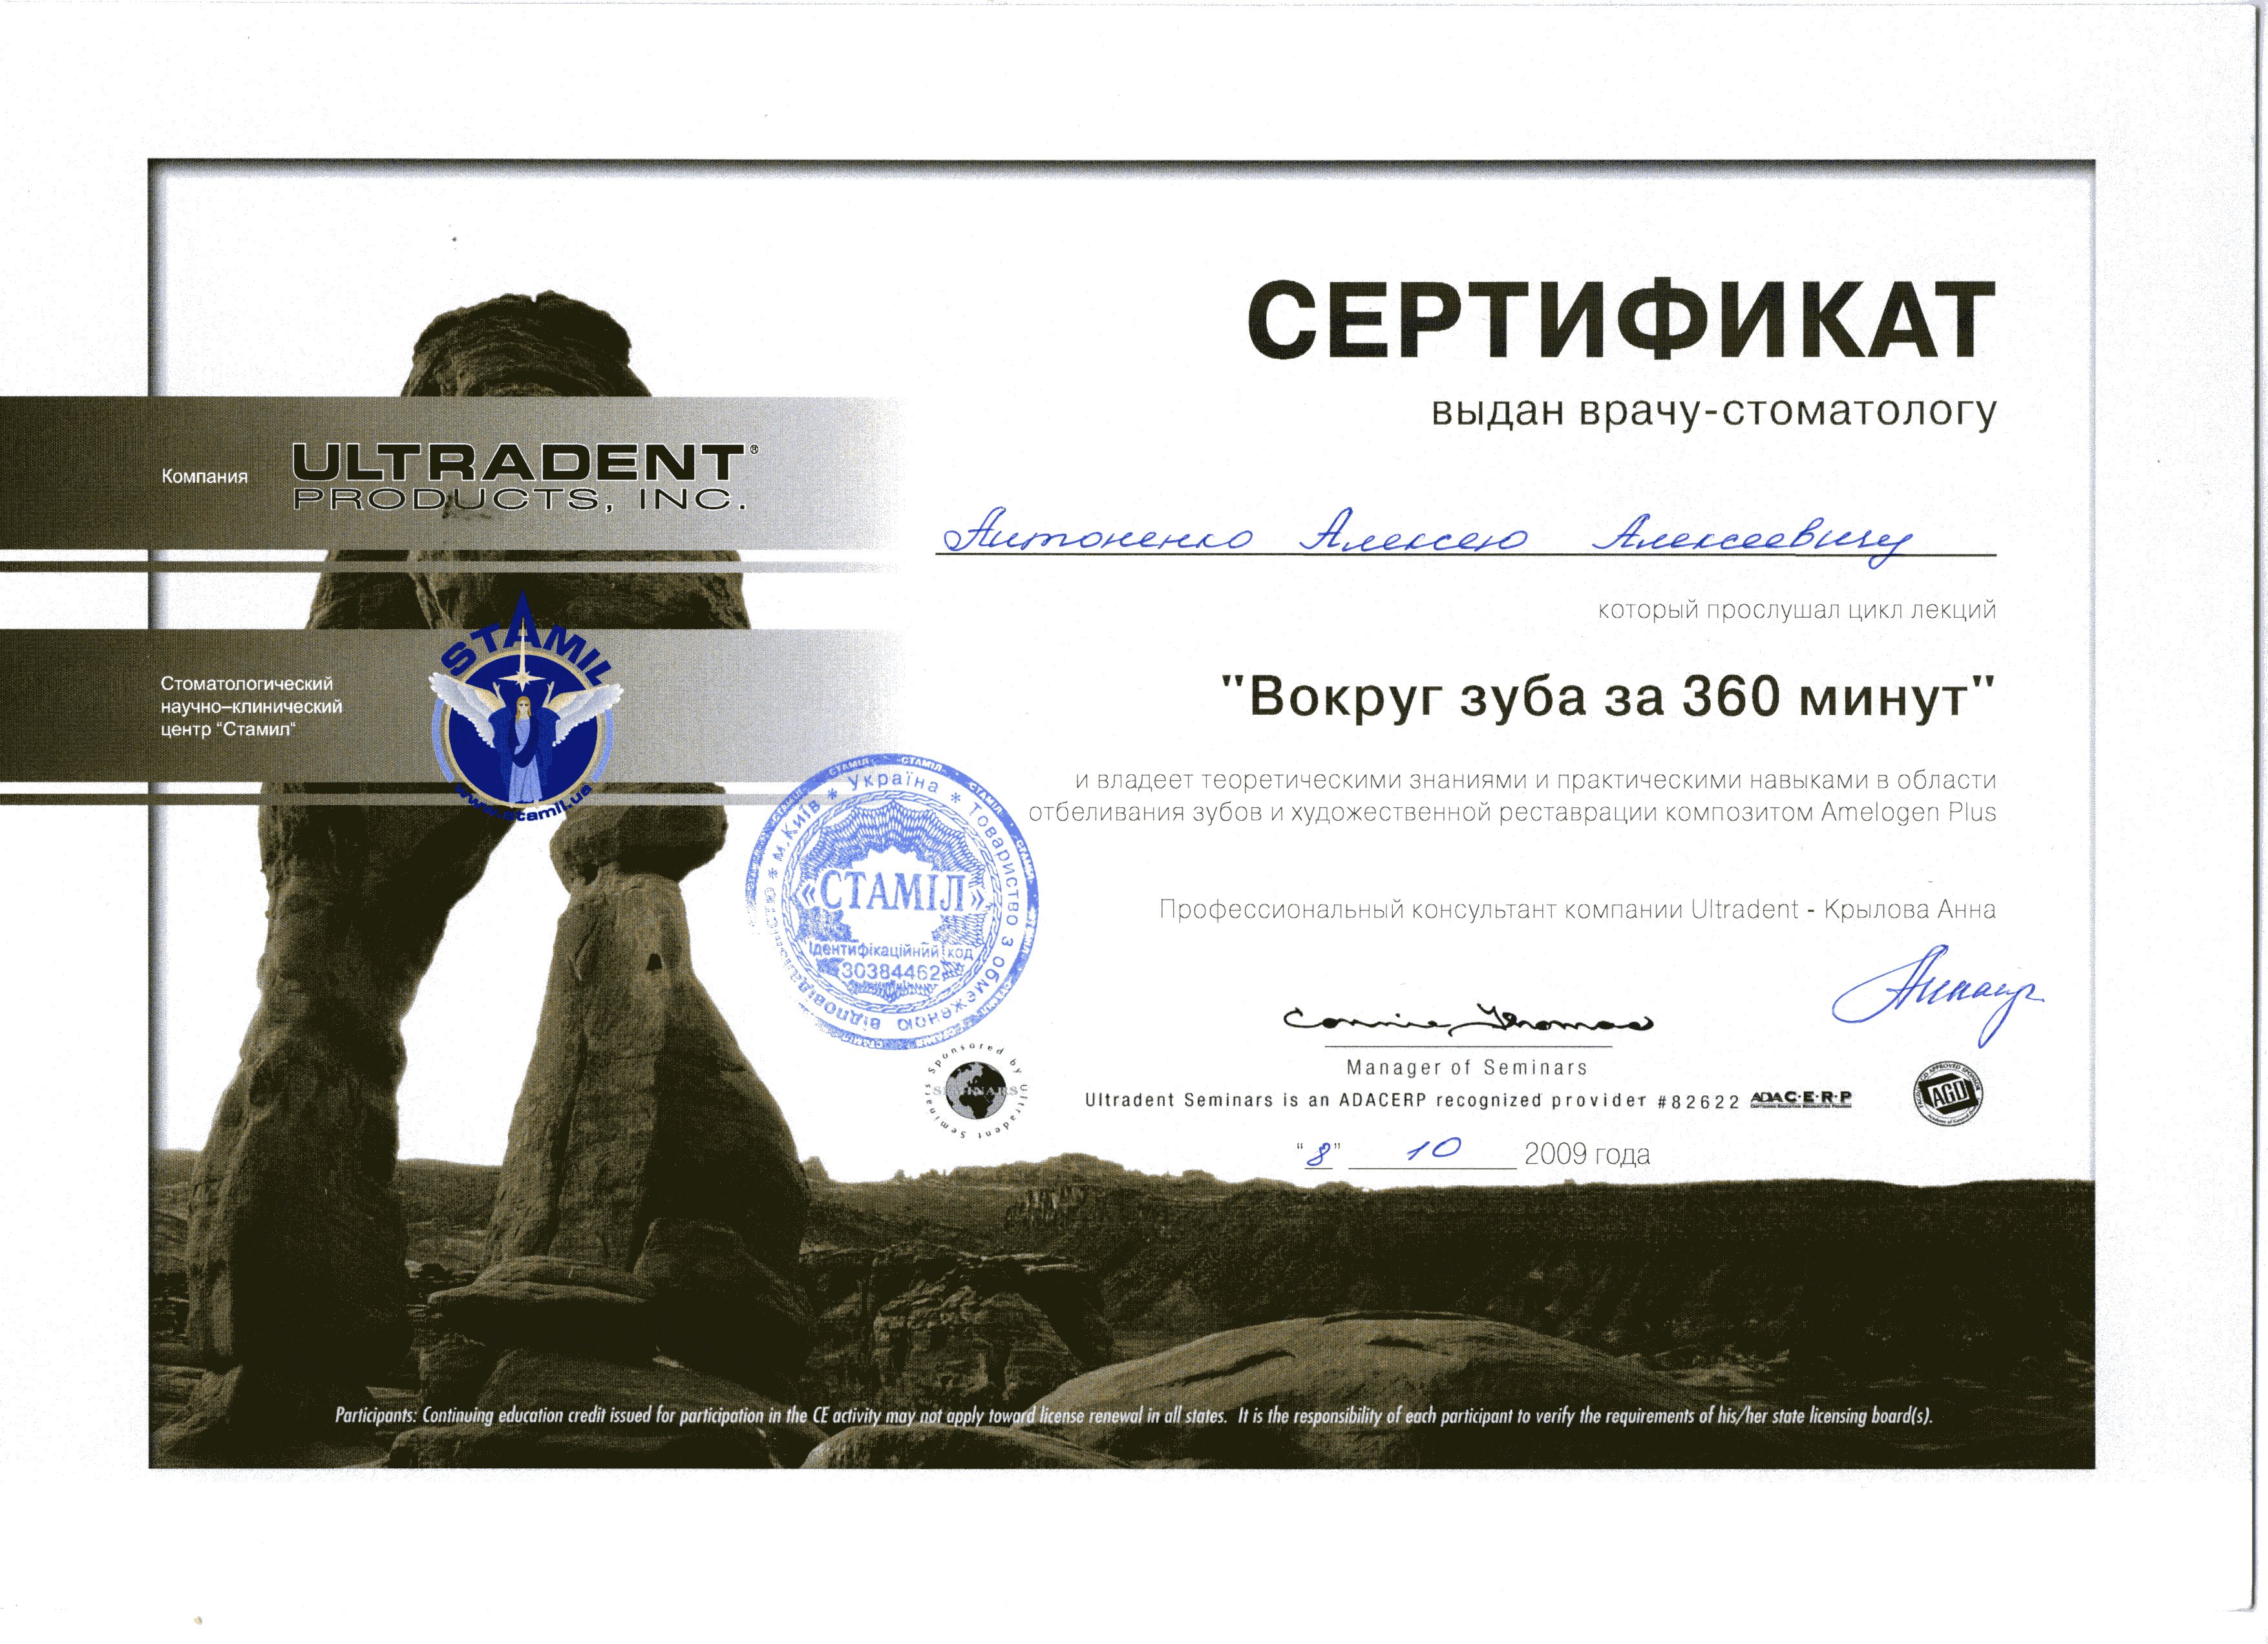 СЕРТИФИКАТ
выдан врачу-стоматологу
Компания
ULTRADENT®
PRODUCTS, INC.
Антоненко Алексею Алексеевичу
который прослушал цикл лекций
STAMIL
Стоматологический
научно–клинический
центр “Стамил“
www.stamil.ua
"Вокруг зуба за 360 минут"
и владеет теоретическими знаниями и практическими навыками в области
отбеливания зубов и художественной реставрации композитом Amelogen Plus
м.Київ * Україна * Товариство з обмеженою відповідальністю *
«СТАМІЛ»
Ідентифікаційний код
30384462
Профессиональный консультант компании Ultradent - Крылова Анна
Connie Thomas
Manager of Seminars
Sponsored by Ultradent Seminars
SEMINARS
Ultradent Seminars is an ADACERP recognized provider #82622 ADA C·E·R·P
AGD
"8" 10 2009 года
Participants: Continuing education credit issued for participation in the CE activity may not apply toward license renewal in all states. It is the responsibility of each participant to verify the requirements of his/her state licensing board(s).